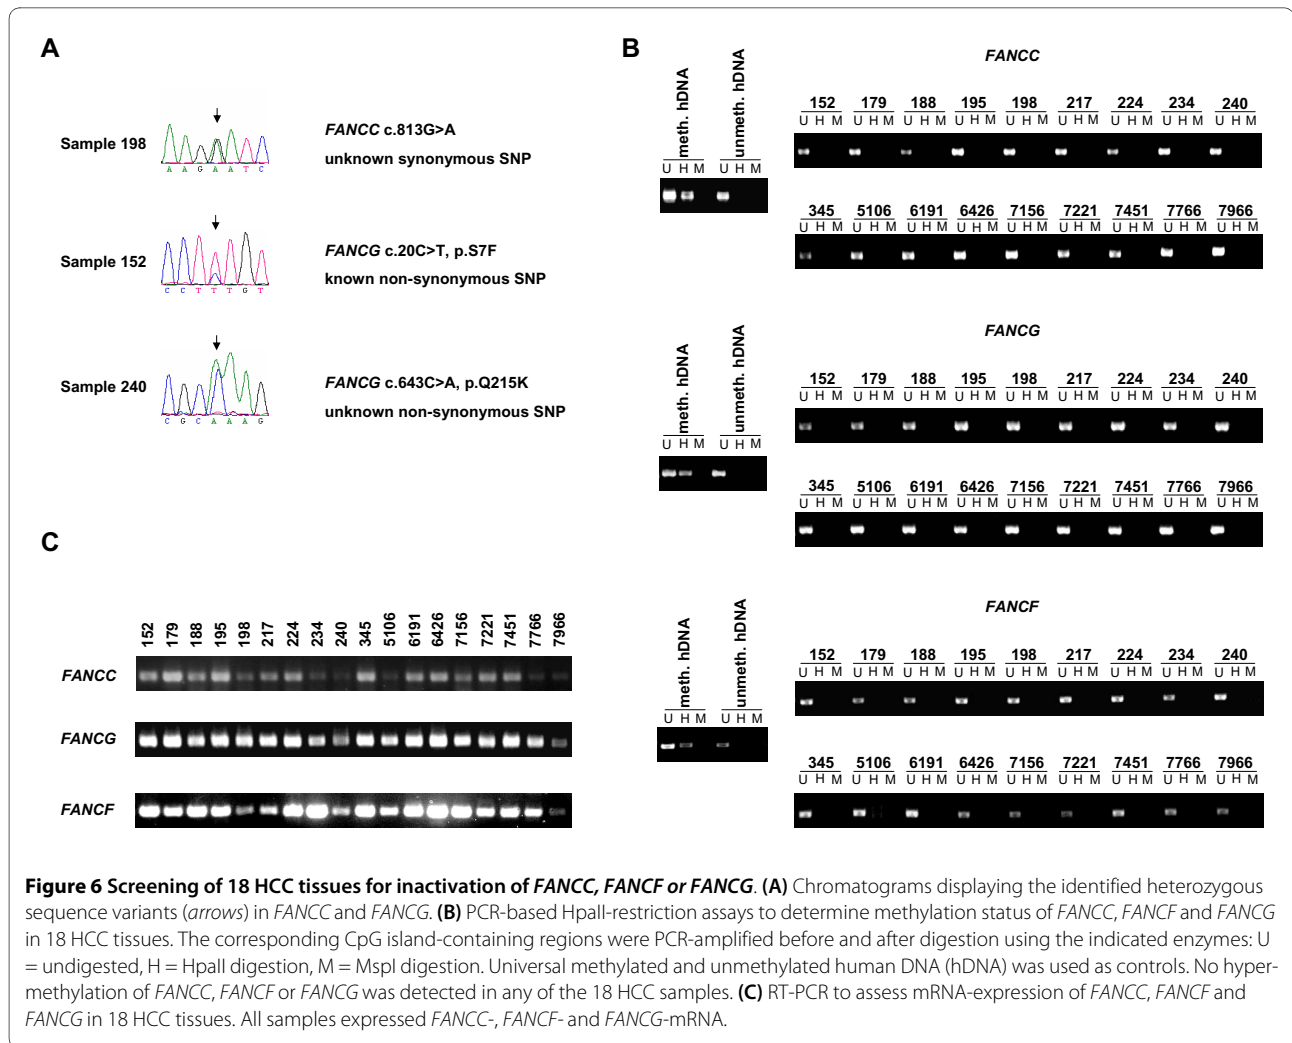 A
Sample 198
A A G A A T C
FANCC c.813G>A
unknown synonymous SNP
Sample 152
C C T T T G T
FANCG c.20C>T, p.S7F
known non-synonymous SNP
Sample 240
C G C A A A G
FANCG c.643C>A, p.Q215K
unknown non-synonymous SNP
B
FANCC
meth. hDNA unmeth. hDNA
U H M U H M
152 179 188 195 198 217 224 234 240
U H M U H M U H M U H M U H M U H M U H M U H M U H M
345 5106 6191 6426 7156 7221 7451 7766 7966
U H M U H M U H M U H M U H M U H M U H M U H M U H M
FANCG
meth. hDNA unmeth. hDNA
U H M U H M
152 179 188 195 198 217 224 234 240
U H M U H M U H M U H M U H M U H M U H M U H M U H M
345 5106 6191 6426 7156 7221 7451 7766 7966
U H M U H M U H M U H M U H M U H M U H M U H M U H M
FANCF
meth. hDNA unmeth. hDNA
U H M U H M
152 179 188 195 198 217 224 234 240
U H M U H M U H M U H M U H M U H M U H M U H M U H M
345 5106 6191 6426 7156 7221 7451 7766 7966
U H M U H M U H M U H M U H M U H M U H M U H M U H M
C
152 179 188 195 198 217 224 234 240 345 5106 6191 6426 7156 7221 7451 7766 7966
FANCC
FANCG
FANCF
Figure 6 Screening of 18 HCC tissues for inactivation of FANCC, FANCF or FANCG. (A) Chromatograms displaying the identified heterozygous
sequence variants (arrows) in FANCC and FANCG. (B) PCR-based HpaII-restriction assays to determine methylation status of FANCC, FANCF and FANCG
in 18 HCC tissues. The corresponding CpG island-containing regions were PCR-amplified before and after digestion using the indicated enzymes: U
= undigested, H = HpaII digestion, M = MspI digestion. Universal methylated and unmethylated human DNA (hDNA) was used as controls. No hyper-
methylation of FANCC, FANCF or FANCG was detected in any of the 18 HCC samples. (C) RT-PCR to assess mRNA-expression of FANCC, FANCF and
FANCG in 18 HCC tissues. All samples expressed FANCC-, FANCF- and FANCG-mRNA.